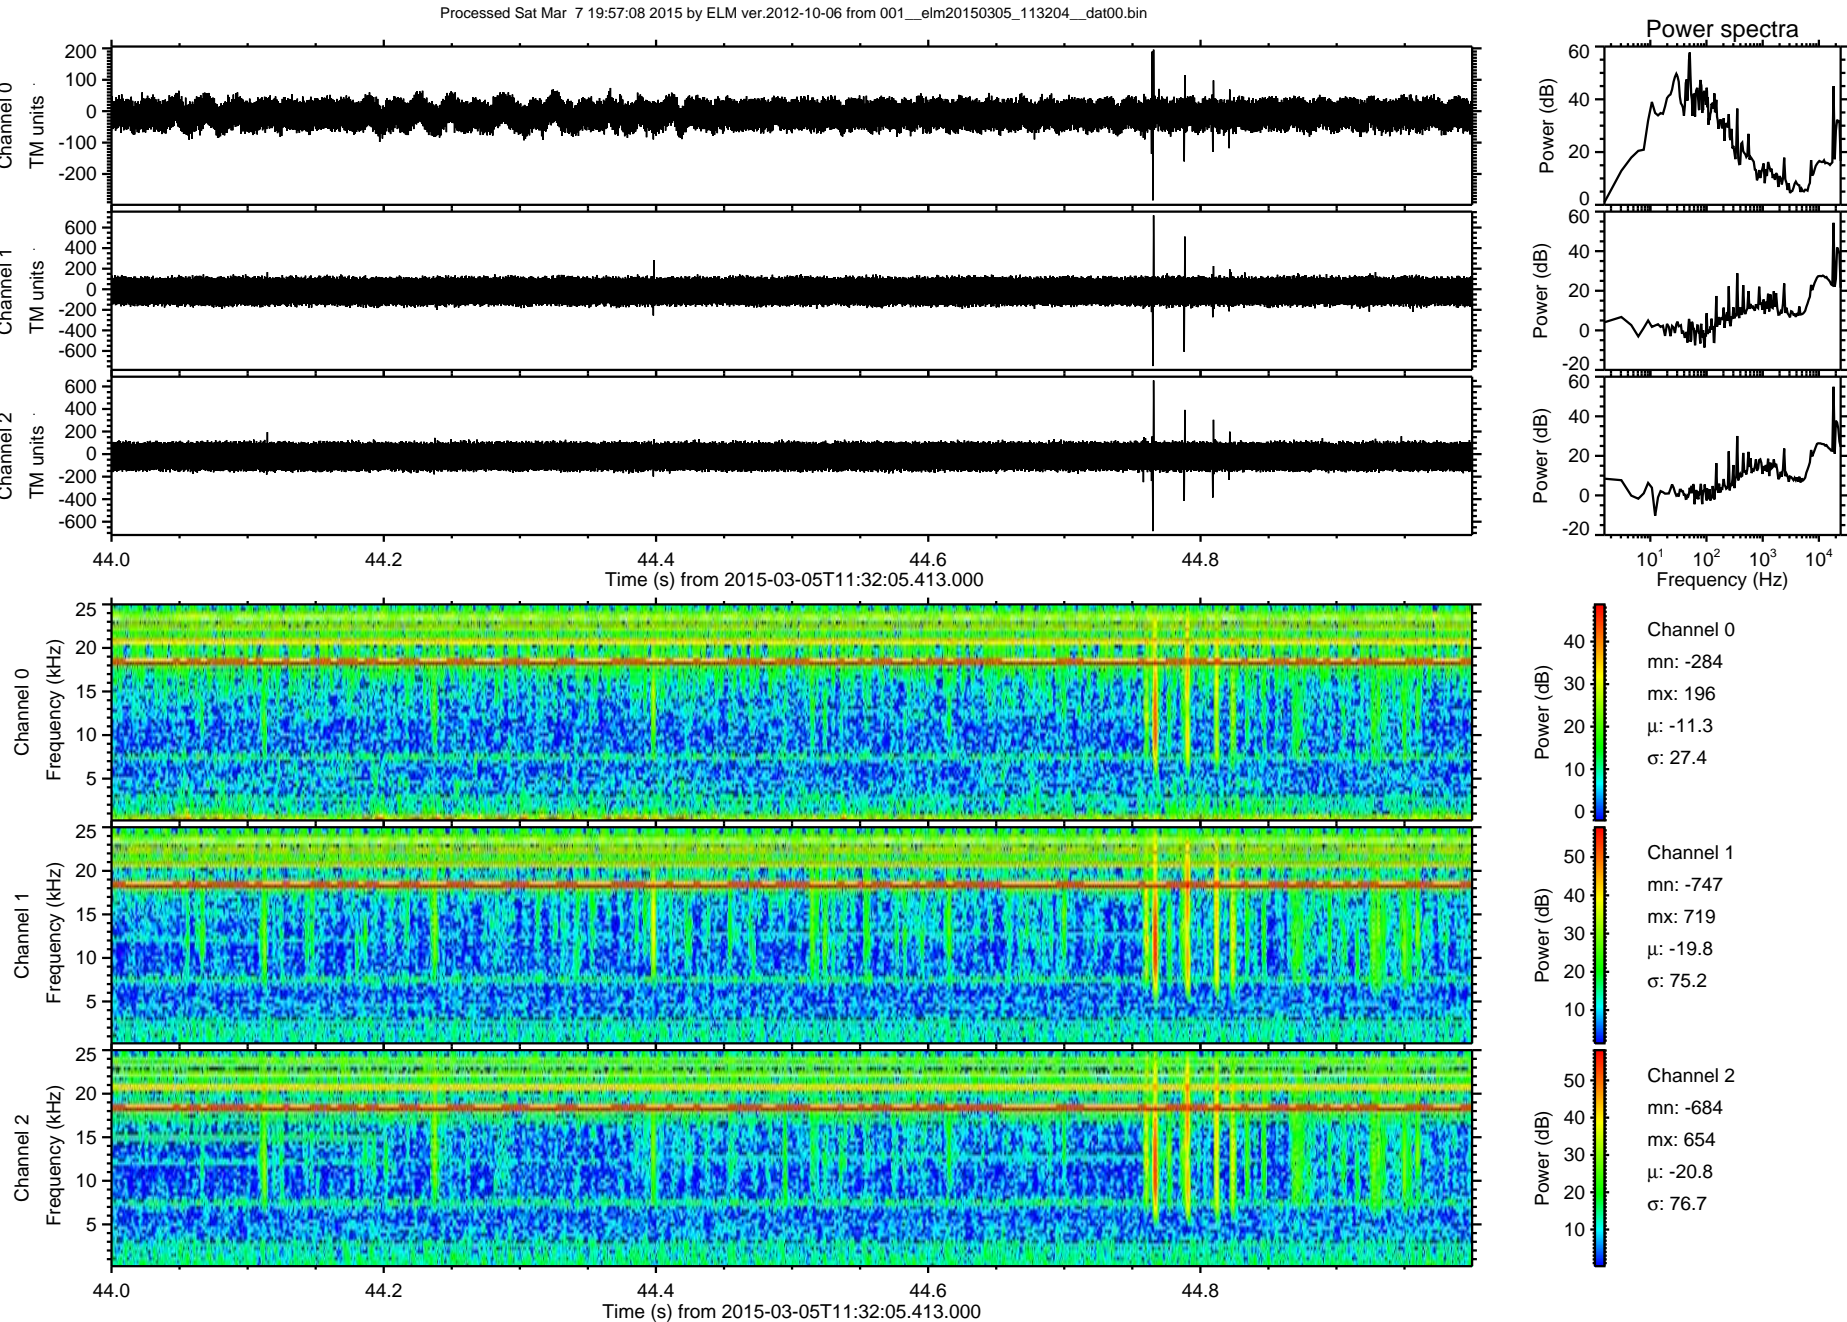 Processed Sat Mar 7 19:57:08 2015 by ELM ver.2012-10-06 from 001__elm20150305_113204__dat00.bin
Power spectra
Channel 0
TM units
200
100
0
-100
-200
Power (dB)
60
40
20
0
Channel 1
TM units
600
400
200
0
-200
-400
-600
Power (dB)
60
40
20
0
-20
Channel 2
TM units
600
400
200
0
-200
-400
-600
Power (dB)
60
40
20
0
-20
44.0 44.2 44.4 44.6 44.8
Time (s) from 2015-03-05T11:32:05.413.000
10¹ 10² 10³ 10⁴
Frequency (Hz)
Channel 0
Frequency (kHz)
25
20
15
10
5
Power (dB)
40
30
20
10
0
Channel 0
mn: -284
mx: 196
μ: -11.3
σ: 27.4
Channel 1
Frequency (kHz)
25
20
15
10
5
Power (dB)
50
40
30
20
10
Channel 1
mn: -747
mx: 719
μ: -19.8
σ: 75.2
Channel 2
Frequency (kHz)
25
20
15
10
5
Power (dB)
50
40
30
20
10
Channel 2
mn: -684
mx: 654
μ: -20.8
σ: 76.7
44.0 44.2 44.4 44.6 44.8
Time (s) from 2015-03-05T11:32:05.413.000